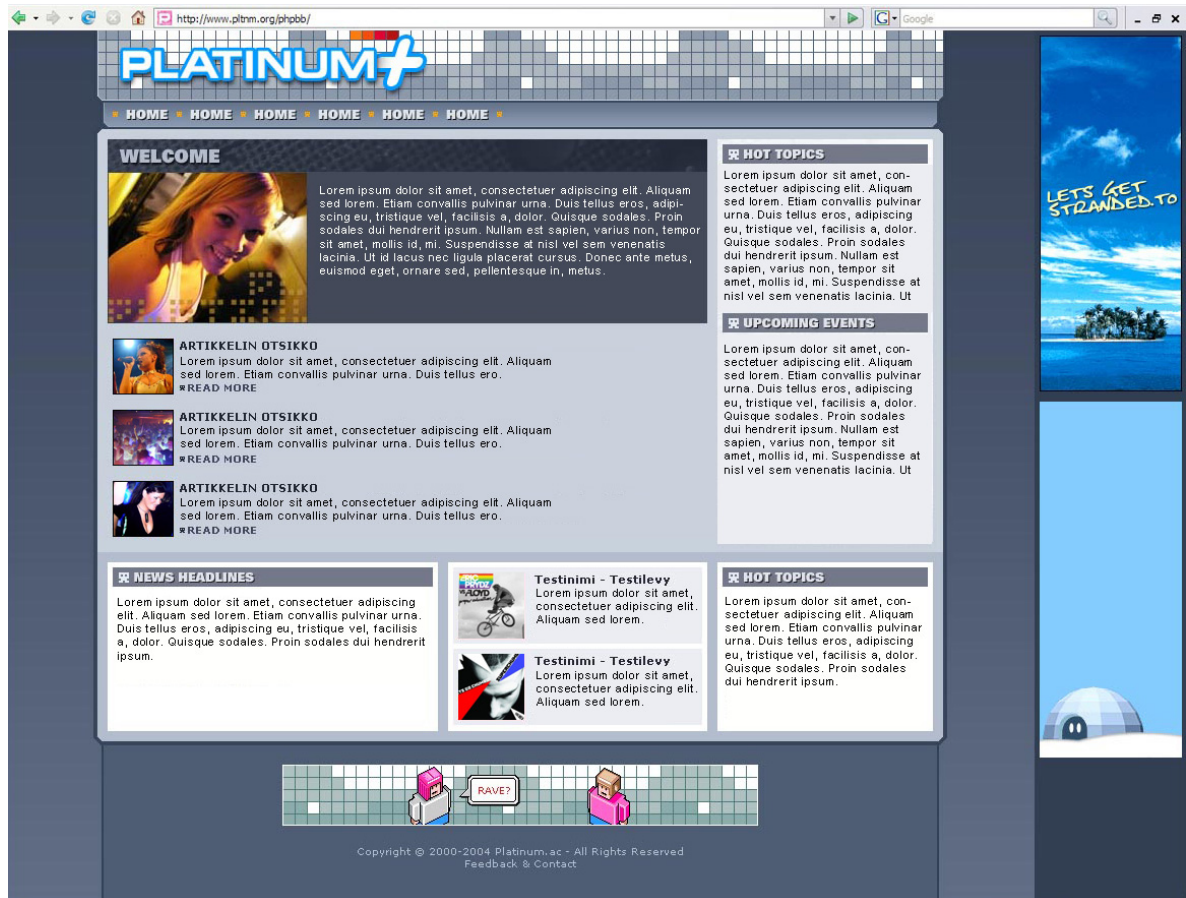 http://www.pltnm.org/phpbb/
Google
PLATINUM+
HOME HOME HOME HOME HOME HOME
WELCOME
Lorem ipsum dolor sit amet, consectetuer adipiscing elit. Aliquam
sed lorem. Etiam convallis pulvinar urna. Duis tellus eros, adipi-
scing eu, tristique vel, facilisis a, dolor. Quisque sodales. Proin
sodales dui hendrerit ipsum. Nullam est sapien, varius non, tempor
sit amet, mollis id, mi. Suspendisse at nisl vel sem venenatis
lacinia. Ut id lacus nec ligula placerat cursus. Donec ante metus,
euismod eget, ornare sed, pellentesque in, metus.
ARTIKKELIN OTSIKKO
Lorem ipsum dolor sit amet, consectetuer adipiscing elit. Aliquam
sed lorem. Etiam convallis pulvinar urna. Duis tellus ero.
READ MORE
ARTIKKELIN OTSIKKO
Lorem ipsum dolor sit amet, consectetuer adipiscing elit. Aliquam
sed lorem. Etiam convallis pulvinar urna. Duis tellus ero.
READ MORE
ARTIKKELIN OTSIKKO
Lorem ipsum dolor sit amet, consectetuer adipiscing elit. Aliquam
sed lorem. Etiam convallis pulvinar urna. Duis tellus ero.
READ MORE
HOT TOPICS
Lorem ipsum dolor sit amet, con-
sectetuer adipiscing elit. Aliquam
sed lorem. Etiam convallis pulvinar
urna. Duis tellus eros, adipiscing
eu, tristique vel, facilisis a, dolor.
Quisque sodales. Proin sodales
dui hendrerit ipsum. Nullam est
sapien, varius non, tempor sit
amet, mollis id, mi. Suspendisse at
nisl vel sem venenatis lacinia. Ut
UPCOMING EVENTS
Lorem ipsum dolor sit amet, con-
sectetuer adipiscing elit. Aliquam
sed lorem. Etiam convallis pulvinar
urna. Duis tellus eros, adipiscing
eu, tristique vel, facilisis a, dolor.
Quisque sodales. Proin sodales
dui hendrerit ipsum. Nullam est
sapien, varius non, tempor sit
amet, mollis id, mi. Suspendisse at
nisl vel sem venenatis lacinia. Ut
LETS GET
STRANDED.TO
NEWS HEADLINES
Lorem ipsum dolor sit amet, consectetuer adipiscing
elit. Aliquam sed lorem. Etiam convallis pulvinar urna.
Duis tellus eros, adipiscing eu, tristique vel, facilisis
a, dolor. Quisque sodales. Proin sodales dui hendrerit
ipsum.
Testinimi - Testilevy
Lorem ipsum dolor sit amet,
consectetuer adipiscing elit.
Aliquam sed lorem.
Testinimi - Testilevy
Lorem ipsum dolor sit amet,
consectetuer adipiscing elit.
Aliquam sed lorem.
HOT TOPICS
Lorem ipsum dolor sit amet, con-
sectetuer adipiscing elit. Aliquam
sed lorem. Etiam convallis pulvinar
urna. Duis tellus eros, adipiscing
eu, tristique vel, facilisis a, dolor.
Quisque sodales. Proin sodales
dui hendrerit ipsum.
RAVE?
Copyright © 2000-2004 Platinum.ac - All Rights Reserved
Feedback & Contact